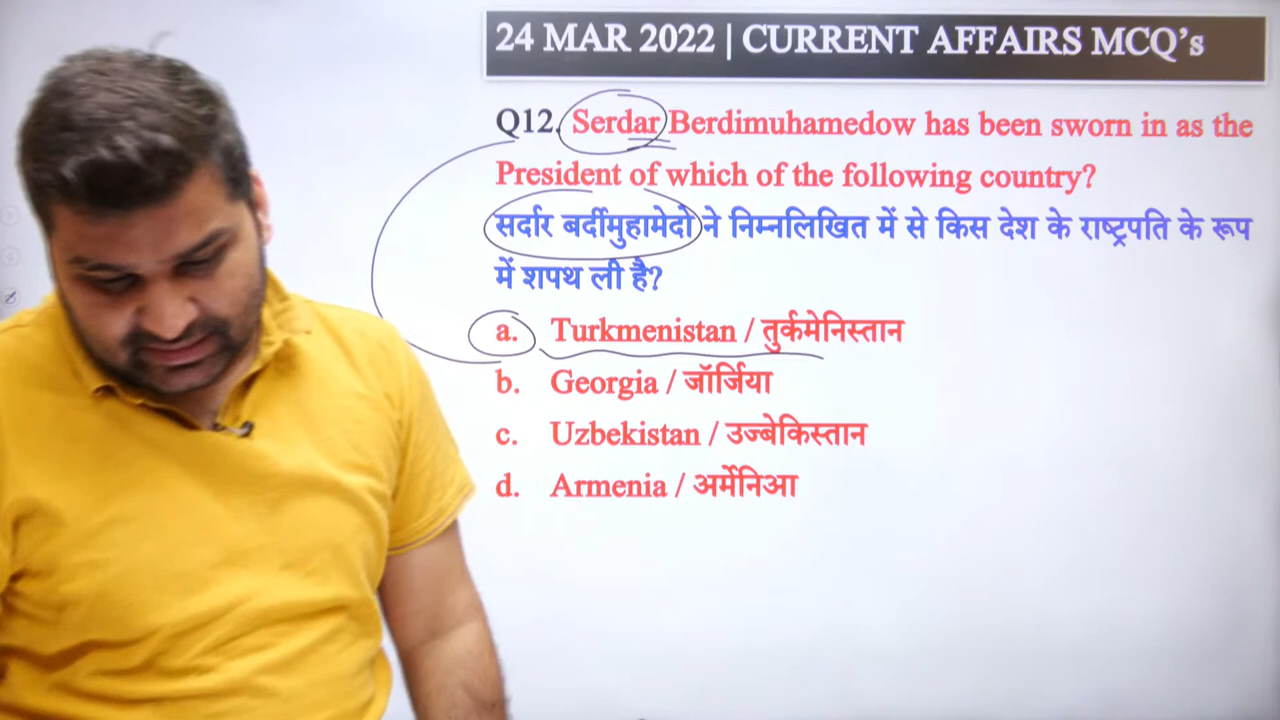 24 MAR 2022 | CURRENT AFFAIRS MCQ’s
Q12. Serdar Berdimuhamedow has been sworn in as the
President of which of the following country?
सर्दार बर्दीमुहामेदो ने निम्नलिखित में से किस देश के राष्ट्रपति के रूप
में शपथ ली है?
a. Turkmenistan / तुर्कमेनिस्तान
b. Georgia / जॉर्जिया
c. Uzbekistan / उज्बेकिस्तान
d. Armenia / अर्मेनिआ